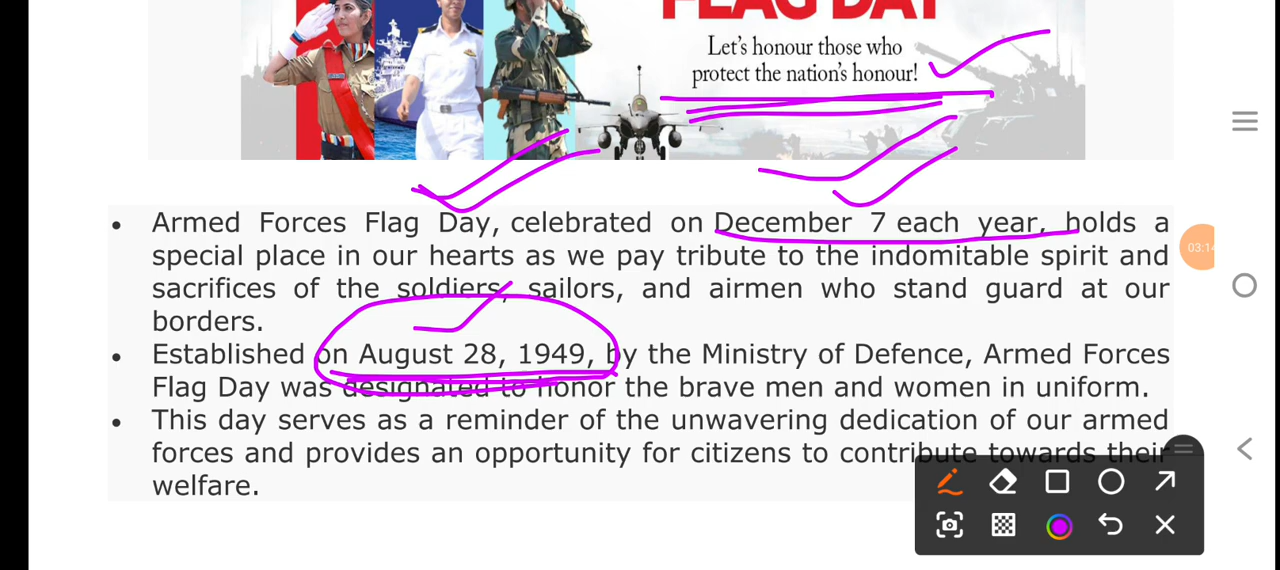 FLAG DAY
Let's honour those who
protect the nation's honour!
• Armed Forces Flag Day, celebrated on December 7 each year, holds a
special place in our hearts as we pay tribute to the indomitable spirit and
sacrifices of the soldiers, sailors, and airmen who stand guard at our
borders.
• Established on August 28, 1949, by the Ministry of Defence, Armed Forces
Flag Day was designated to honor the brave men and women in uniform.
• This day serves as a reminder of the unwavering dedication of our armed
forces and provides an opportunity for citizens to contribute towards their
welfare.